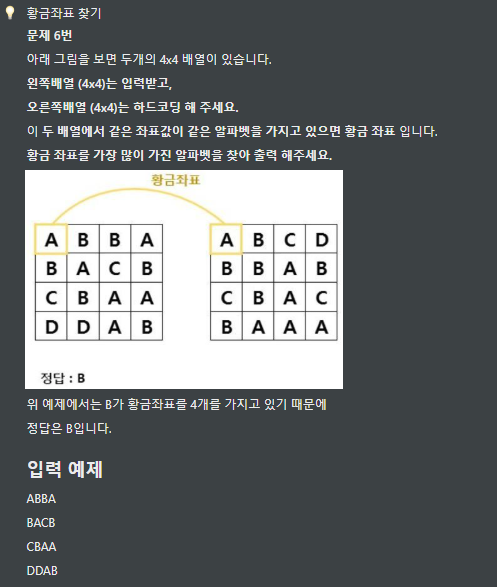 황금좌표 찾기
문제 6번
아래 그림을 보면 두개의 4x4 배열이 있습니다.
왼쪽배열 (4x4)는 입력받고,
오른쪽배열 (4x4)는 하드코딩 해 주세요.
이 두 배열에서 같은 좌표값이 같은 알파벳을 가지고 있으면 황금 좌표 입니다.
황금 좌표를 가장 많이 가진 알파벳을 찾아 출력 해주세요.
황금좌표
A B B A A B C D
B A C B B B A B
C B A A C B A C
D D A B B A A A
정답 : B
위 예제에서는 B가 황금좌표를 4개를 가지고 있기 때문에
정답은 B입니다.
입력 예제
ABBA
BACB
CBAA
DDAB